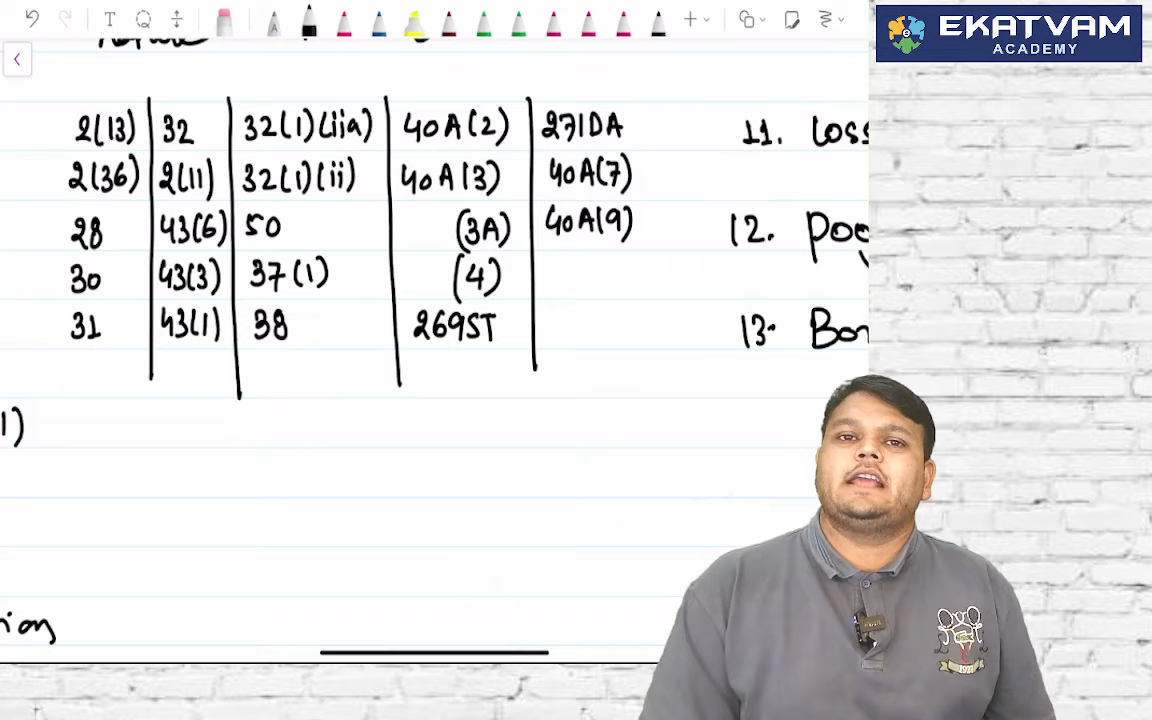 EKATVAM
ACADEMY
2(13) 32 32(1)(iia) 40A(2) 271DA
2(36) 2(11) 32(1)(ii) 40A(3) 40A(7)
28 43(6) 50 (3A) 40A(9)
30 43(3) 37(1) (4)
31 43(1) 38 269ST
11. Loss
12.
13.
1)